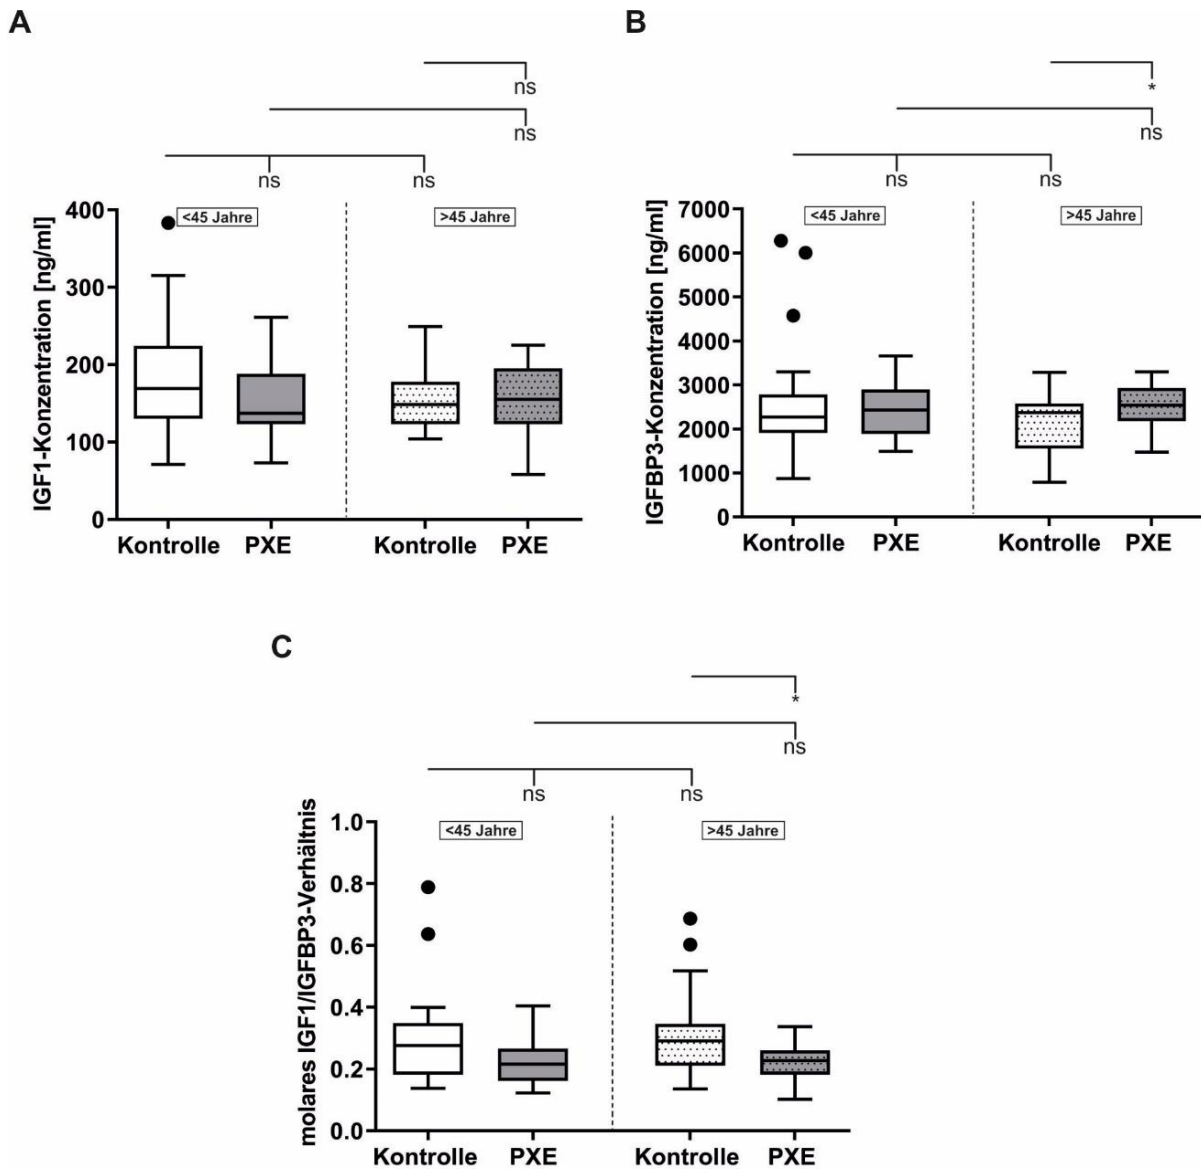 A
ns
ns
ns ns
IGF1-Konzentration [ng/ml]
400
300
200
100
0
<45 Jahre >45 Jahre
Kontrolle PXE Kontrolle PXE
B
*
ns
ns ns
IGFBP3-Konzentration [ng/ml]
7000
6000
5000
4000
3000
2000
1000
0
<45 Jahre >45 Jahre
Kontrolle PXE Kontrolle PXE
C
*
ns
ns ns
molares IGF1/IGFBP3-Verhältnis
1.0
0.8
0.6
0.4
0.2
0.0
<45 Jahre >45 Jahre
Kontrolle PXE Kontrolle PXE